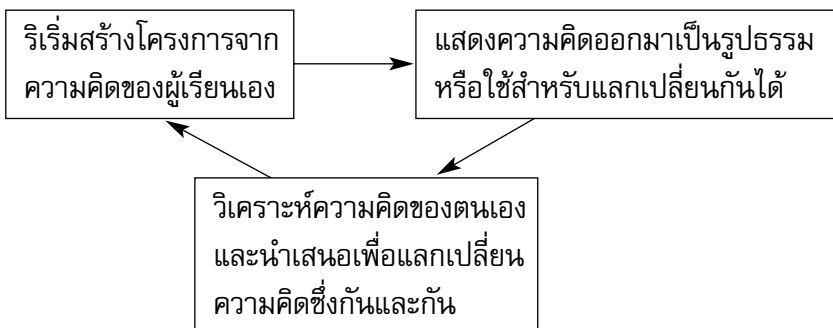 ริเริ่มสร้างโครงการจาก
ความคิดของผู้เรียนเอง
แสดงความคิดออกมาเป็นรูปธรรม
หรือใช้สำหรับแลกเปลี่ยนกันได้
วิเคราะห์ความคิดของตนเอง
และนำเสนอเพื่อแลกเปลี่ยน
ความคิดซึ่งกันและกัน